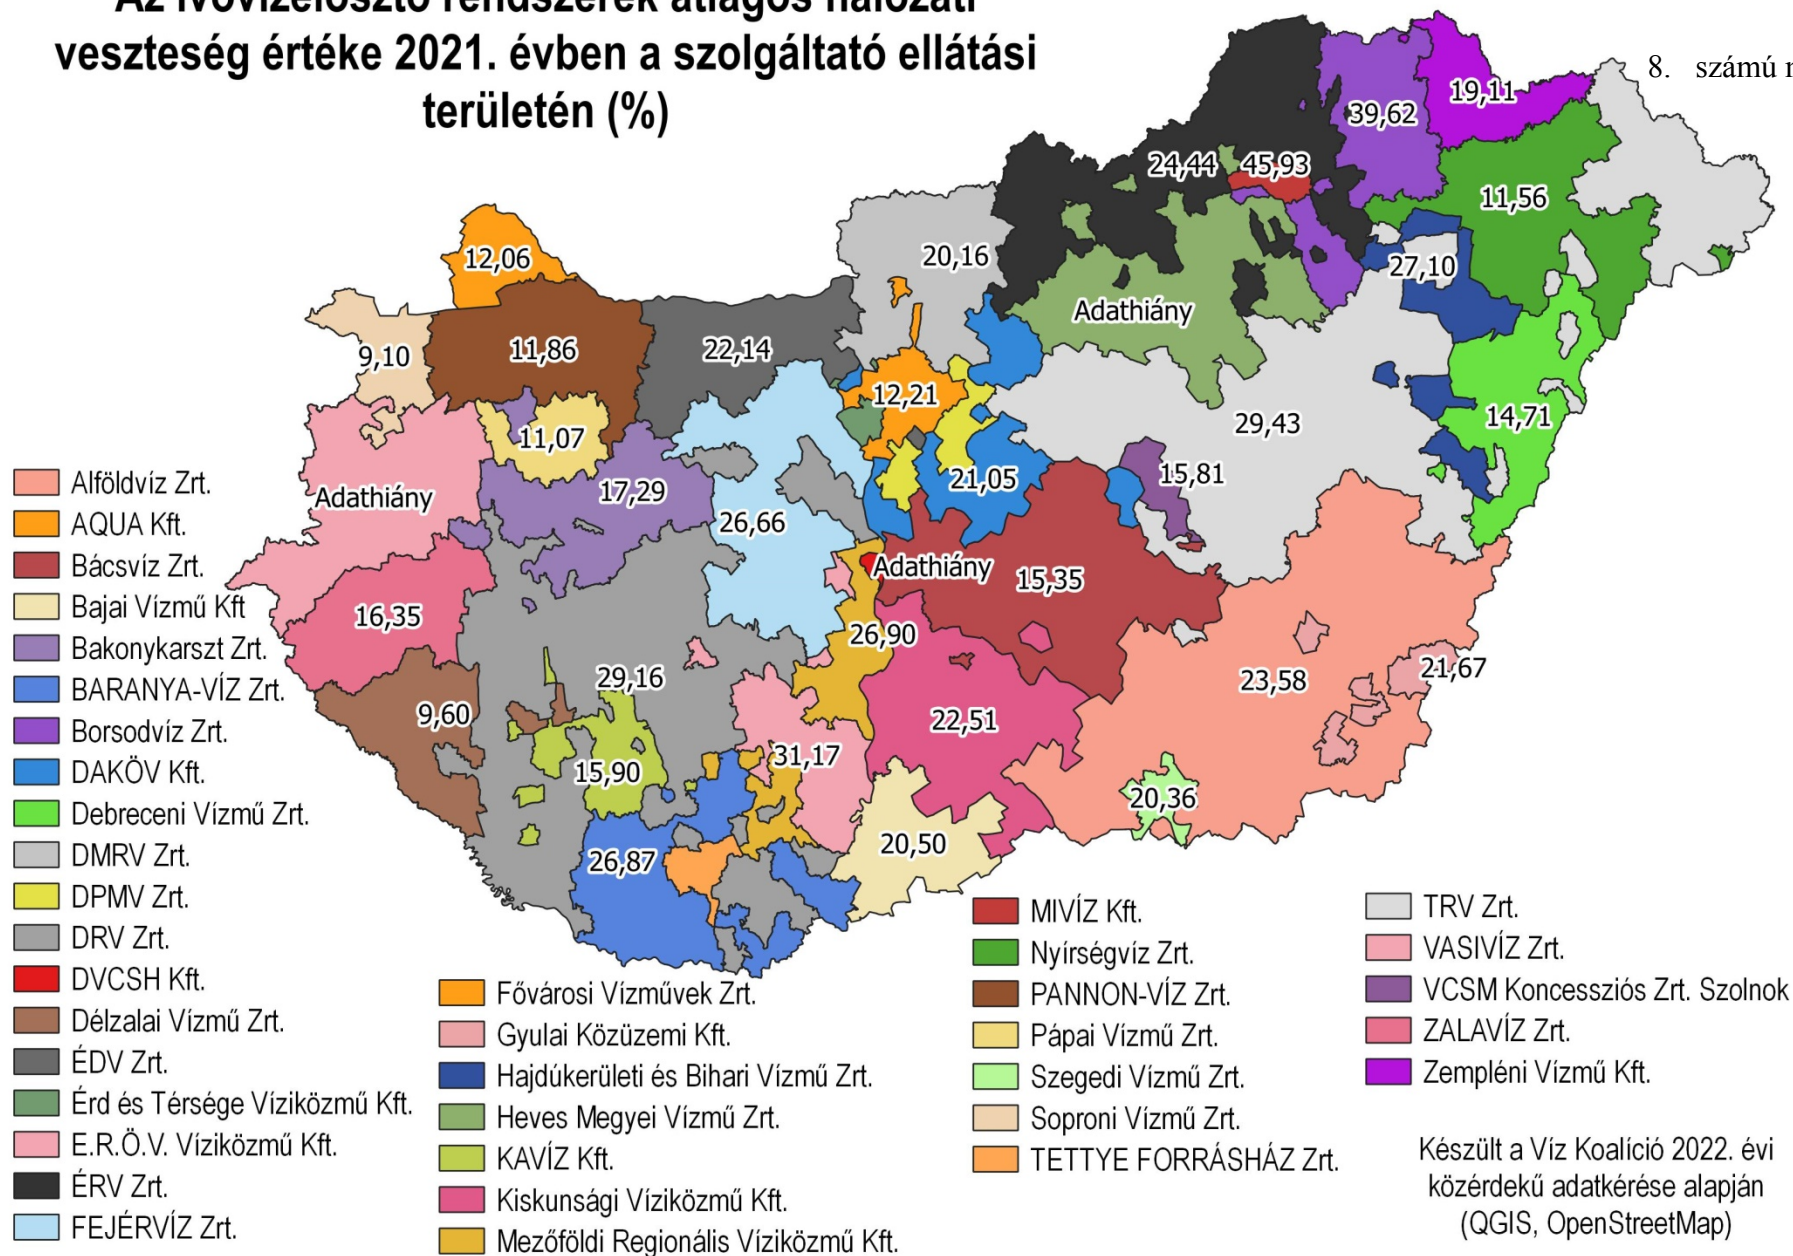 veszteség értéke 2021. évben a szolgáltató ellátási
területén (%)
8. számú
19,11
39,62
24,44
45,93
11,56
12,06
20,16
27,10
Adathiány
9,10
11,86
22,14
12,21
29,43
14,71
11,07
21,05
15,81
Adathiány
17,29
26,66
Adathiány
15,35
16,35
26,90
29,16
23,58
21,67
9,60
22,51
31,17
15,90
20,36
26,87
20,50
Alföldvíz Zrt.
AQUA Kft.
Bácsvíz Zrt.
Bajai Vízmű Kft
Bakonykarszt Zrt.
BARANYA-VÍZ Zrt.
Borsodvíz Zrt.
DAKÖV Kft.
Debreceni Vízmű Zrt.
DMRV Zrt.
DPMV Zrt.
DRV Zrt.
DVCSH Kft.
Délzalai Vízmű Zrt.
ÉDV Zrt.
Érd és Térsége Víziközmű Kft.
E.R.Ö.V. Víziközmű Kft.
ÉRV Zrt.
FEJÉRVÍZ Zrt.
Fővárosi Vízművek Zrt.
Gyulai Közüzemi Kft.
Hajdúkerületi és Bihari Vízmű Zrt.
Heves Megyei Vízmű Zrt.
KAVÍZ Kft.
Kiskunsági Víziközmű Kft.
Mezőföldi Regionális Víziközmű Kft.
MIVÍZ Kft.
Nyírségvíz Zrt.
PANNON-VÍZ Zrt.
Pápai Vízmű Zrt.
Szegedi Vízmű Zrt.
Soproni Vízmű Zrt.
TETTYE FORRÁSHÁZ Zrt.
TRV Zrt.
VASIVÍZ Zrt.
VCSM Koncessziós Zrt. Szolnok
ZALAVÍZ Zrt.
Zempléni Vízmű Kft.
Készült a Víz Koalíció 2022. évi
közérdekű adatkérése alapján
(QGIS, OpenStreetMap)